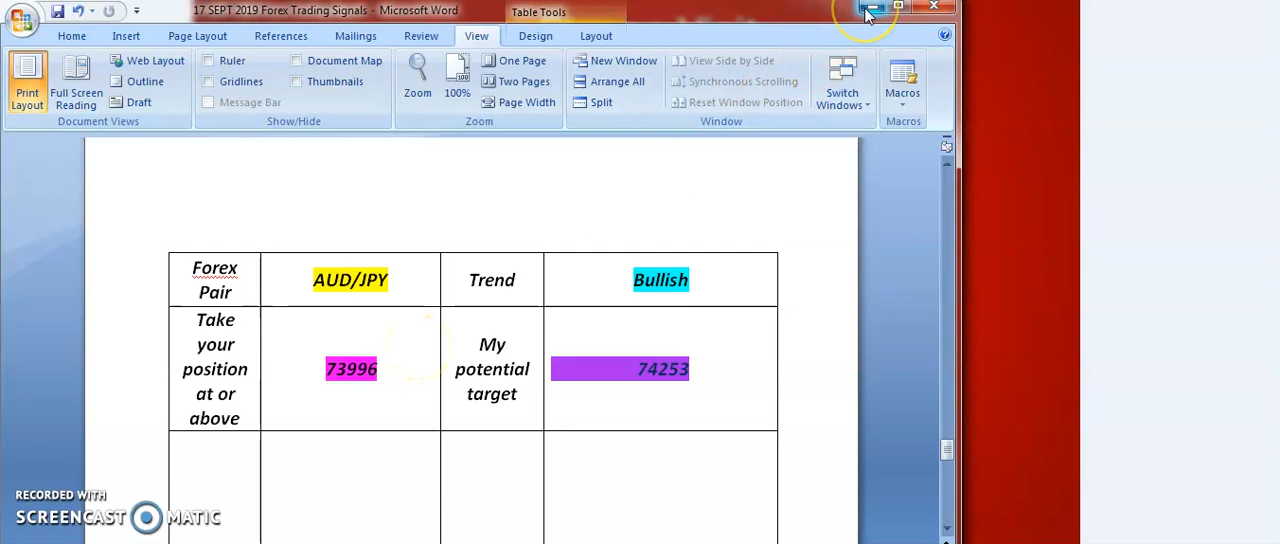 17 SEPT 2019 Forex Trading Signals - Microsoft Word
Table Tools
Home Insert Page Layout References Mailings Review View Design Layout
Print Layout
Full Screen Reading
Web Layout
Outline
Draft
Document Views
Ruler
Gridlines
Message Bar
Document Map
Thumbnails
Show/Hide
Zoom
100%
One Page
Two Pages
Page Width
Zoom
New Window
Arrange All
Split
View Side by Side
Synchronous Scrolling
Reset Window Position
Switch Windows
Window
Macros
Macros
Forex
Pair
AUD/JPY
Trend
Bullish
Take
your
position
at or
above
73996
My
potential
target
74253
RECORDED WITH
SCREENCAST MATIC